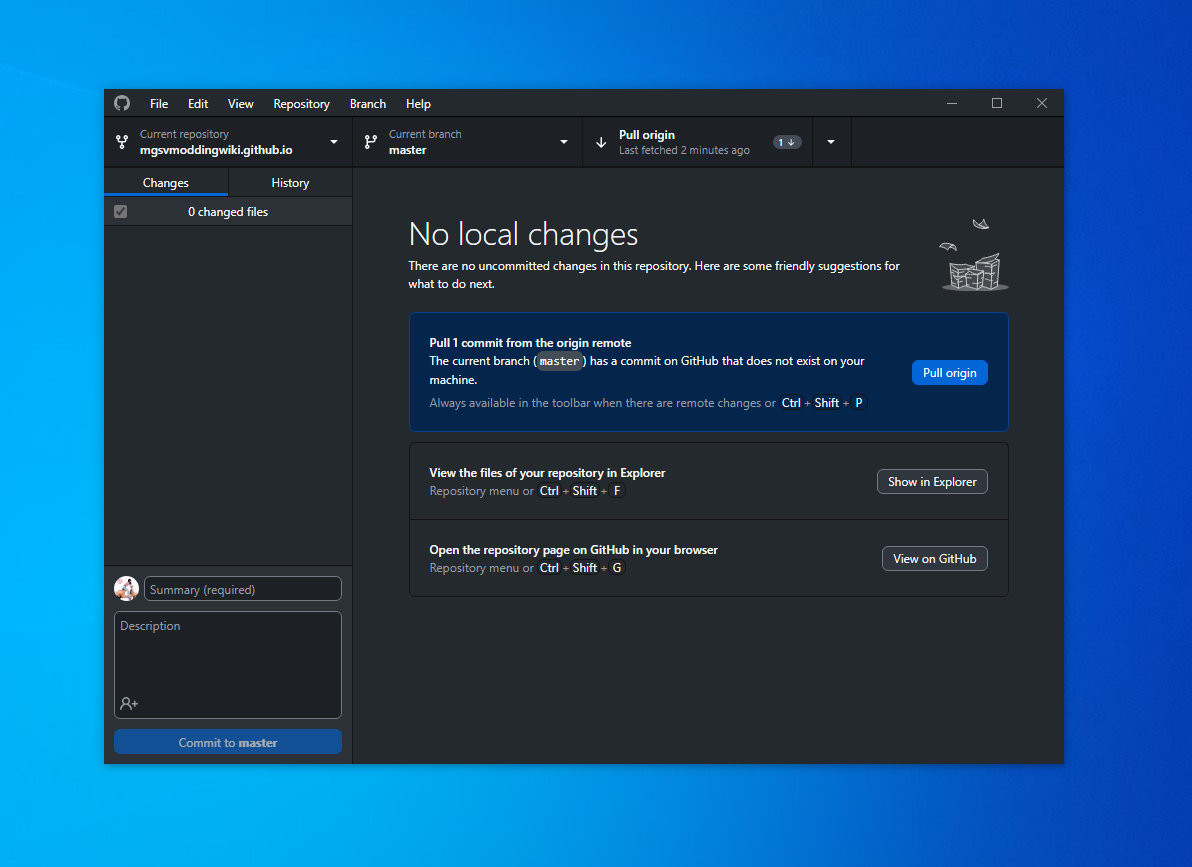 File Edit View Repository Branch Help
Current repository
mgsvmoddingwiki.github.io
Current branch
master
Pull origin
Last fetched 2 minutes ago
1
Changes
History
0 changed files
No local changes
There are no uncommitted changes in this repository. Here are some friendly suggestions for
what to do next.
Pull 1 commit from the origin remote
The current branch (master) has a commit on GitHub that does not exist on your
machine.
Pull origin
Always available in the toolbar when there are remote changes or Ctrl + Shift + P
View the files of your repository in Explorer
Repository menu or Ctrl + Shift + F
Show in Explorer
Open the repository page on GitHub in your browser
Repository menu or Ctrl + Shift + G
View on GitHub
Summary (required)
Description
Commit to master